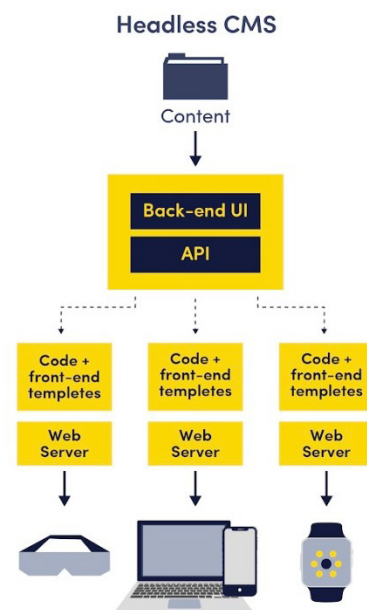 Headless CMS
Content
Back-end UI
API
Code +
front-end
templetes
Code +
front-end
templetes
Code +
front-end
templetes
Web
Server
Web
Server
Web
Server